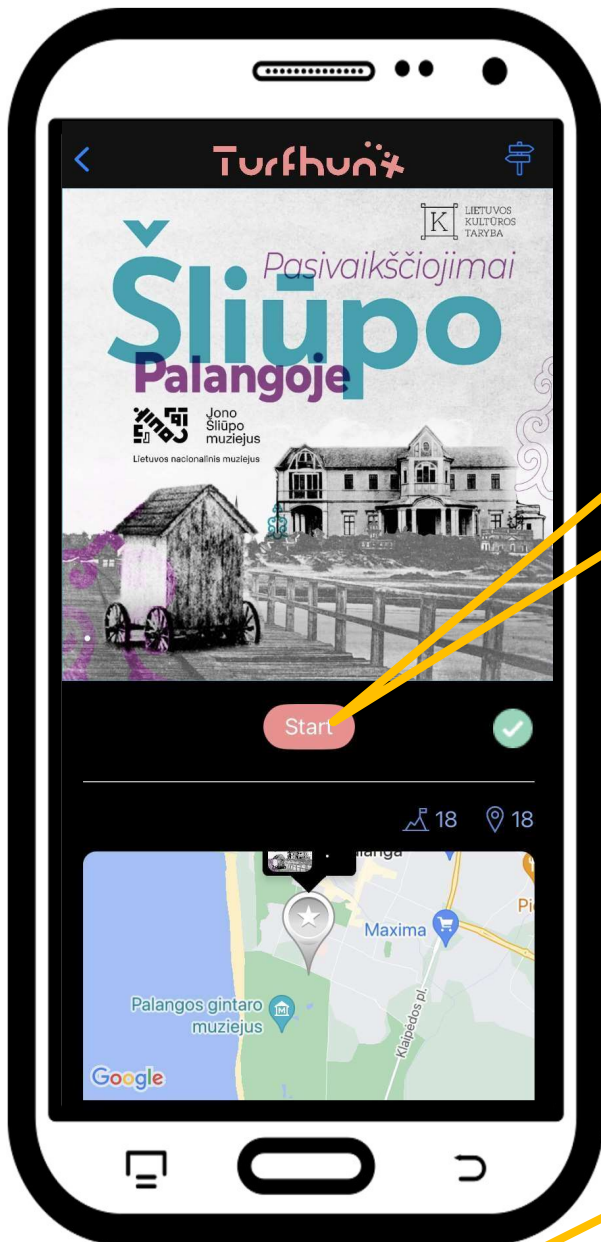 Turfhunt
LIETUVOS
KULTŪROS
TARYBA
K
Pasivaikščiojimai
Šliūpo
Palangoje
Jono
Šliūpo
muziejus
Lietuvos nacionalinis muziejus
Start
18 18
Maxima
Palangos gintaro
muziejus
Klaipėdos pl.
Google